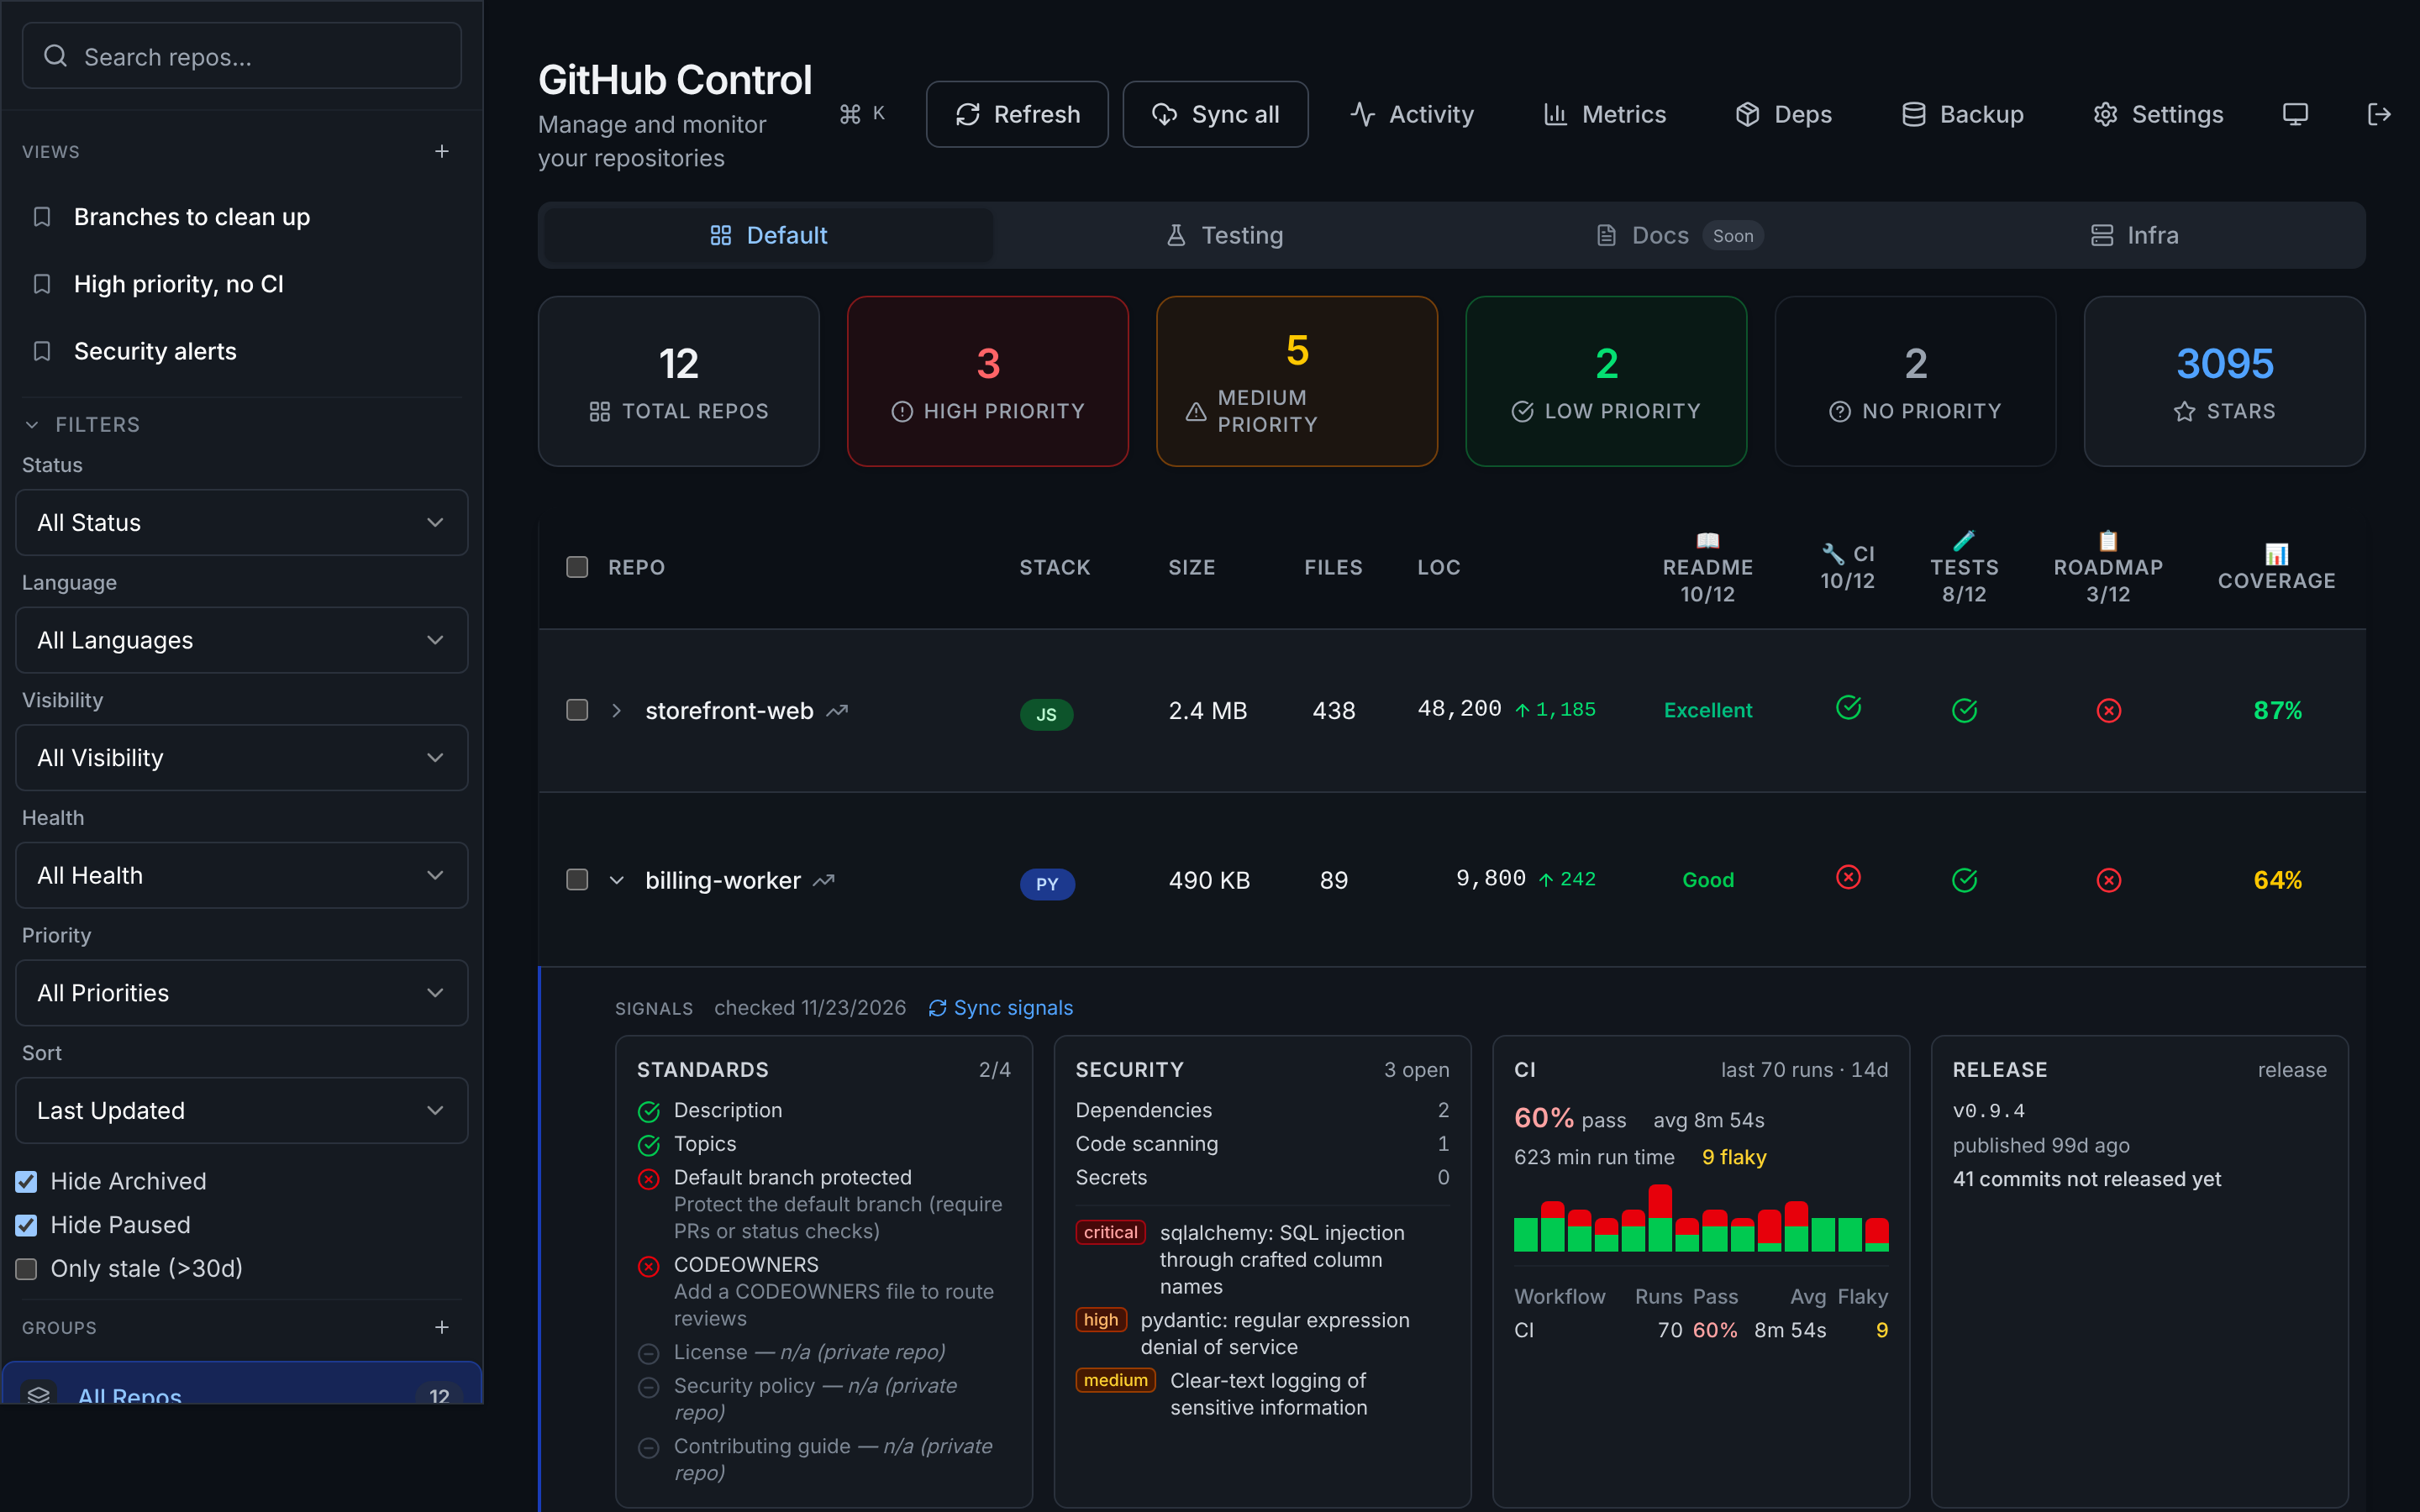 Search repos...
VIEWS
Branches to clean up
High priority, no CI
Security alerts
FILTERS
Status
All Status
Language
All Languages
Visibility
All Visibility
Health
All Health
Priority
All Priorities
Sort
Last Updated
Hide Archived
Hide Paused
Only stale (>30d)
GROUPS
All Repos 12
GitHub Control
Manage and monitor
your repositories
⌘ K
Refresh
Sync all
Activity
Metrics
Deps
Backup
Settings
Default
Testing
Docs Soon
Infra
12
TOTAL REPOS
3
HIGH PRIORITY
5
MEDIUM
PRIORITY
2
LOW PRIORITY
2
NO PRIORITY
3095
STARS
REPO
STACK
SIZE
FILES
LOC
README
10/12
CI
10/12
TESTS
8/12
ROADMAP
3/12
COVERAGE
storefront-web JS 2.4 MB 438 48,200 ↑1,185 Excellent 87%
billing-worker PY 490 KB 89 9,800 ↑242 Good 64%
SIGNALS checked 11/23/2026 Sync signals
STANDARDS 2/4
Description
Topics
Default branch protected
Protect the default branch (require
PRs or status checks)
CODEOWNERS
Add a CODEOWNERS file to route
reviews
License — n/a (private repo)
Security policy — n/a (private
repo)
Contributing guide — n/a (private
repo)
SECURITY 3 open
Dependencies 2
Code scanning 1
Secrets 0
critical sqlalchemy: SQL injection
through crafted column
names
high pydantic: regular expression
denial of service
medium Clear-text logging of
sensitive information
CI last 70 runs · 14d
60% pass avg 8m 54s
623 min run time 9 flaky
Workflow Runs Pass Avg Flaky
CI 70 60% 8m 54s 9
RELEASE release
v0.9.4
published 99d ago
41 commits not released yet